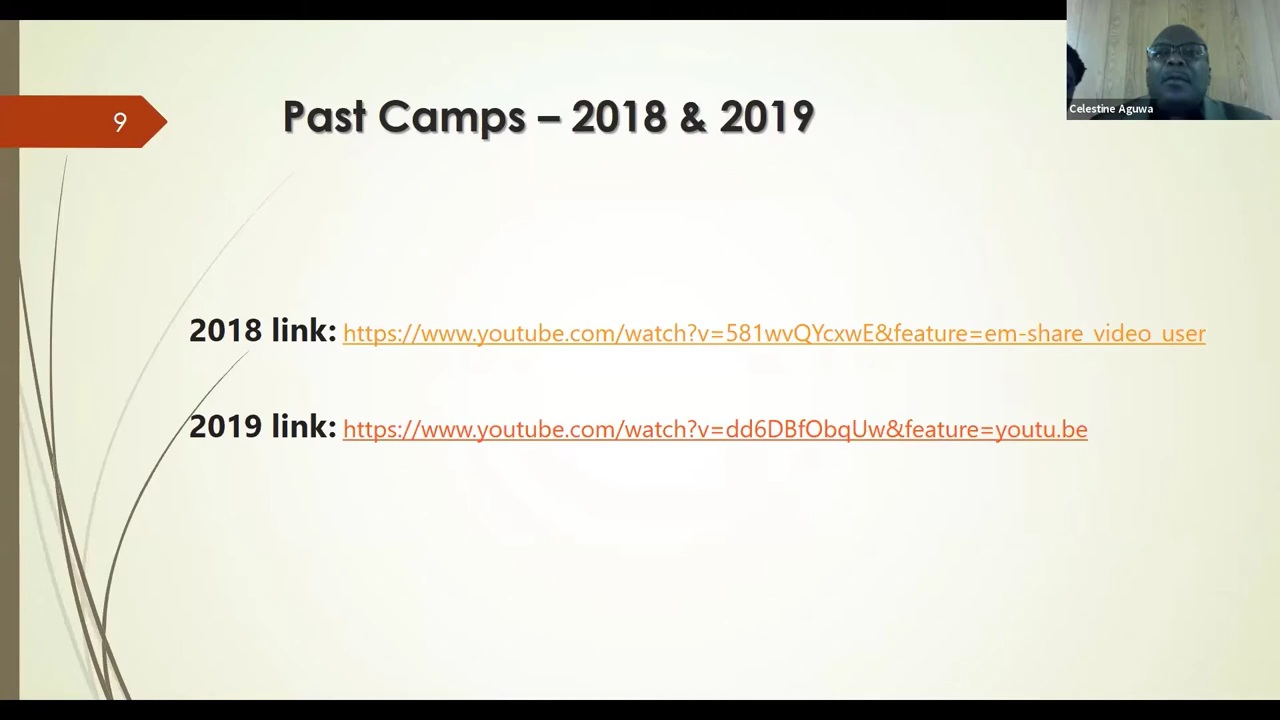 9
Past Camps – 2018 & 2019
Celestine Aguwa
2018 link: https://www.youtube.com/watch?v=581wvQYcxwE&feature=em-share_video_user
2019 link: https://www.youtube.com/watch?v=dd6DBfObqUw&feature=youtu.be